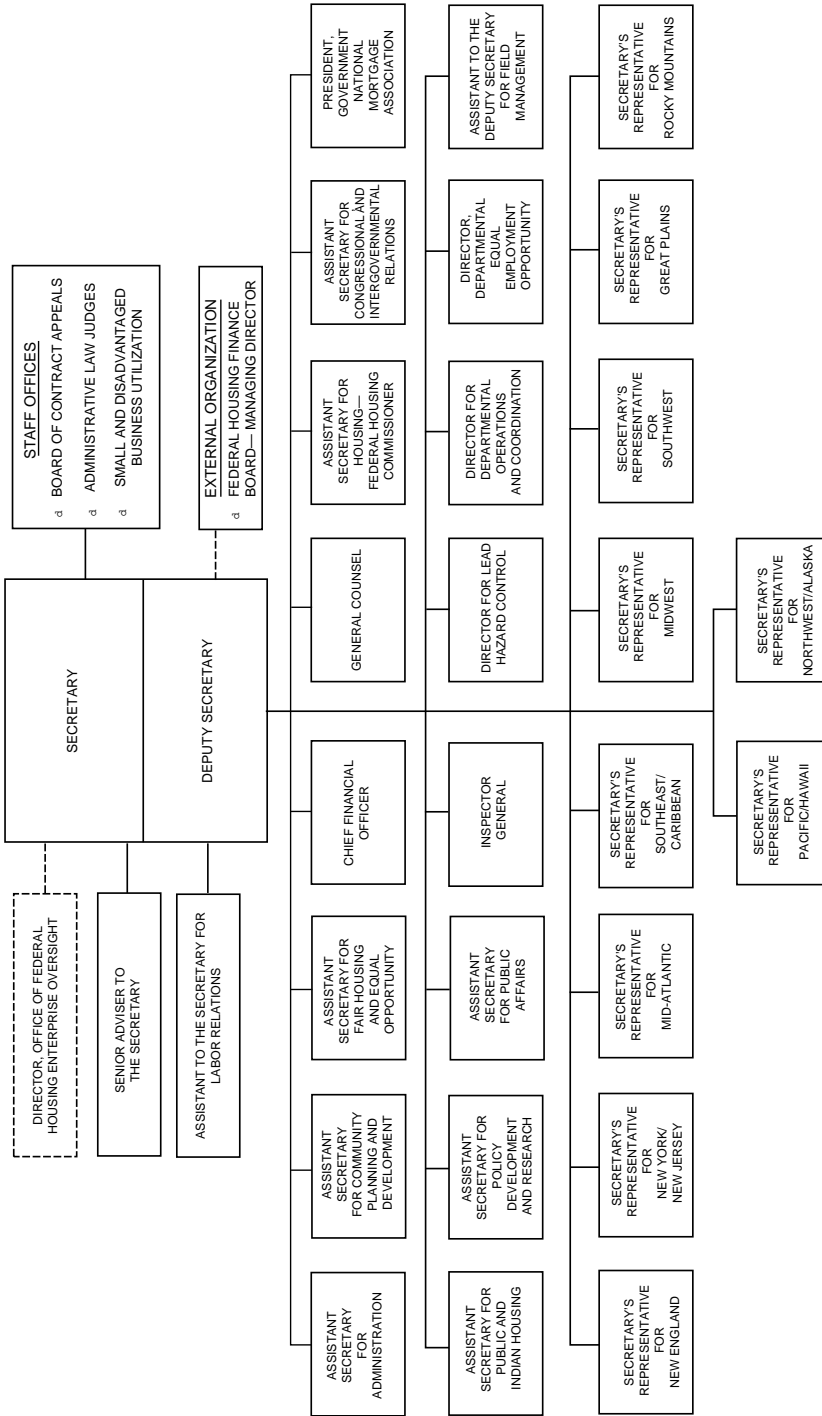 DIRECTOR, OFFICE OF FEDERAL
HOUSING ENTERPRISE OVERSIGHT
SENIOR ADVISER TO
THE SECRETARY
ASSISTANT TO THE SECRETARY FOR
LABOR RELATIONS
SECRETARY
DEPUTY SECRETARY
STAFF OFFICES
d BOARD OF CONTRACT APPEALS
d ADMINISTRATIVE LAW JUDGES
d SMALL AND DISADVANTAGED
BUSINESS UTILIZATION
EXTERNAL ORGANIZATION
d FEDERAL HOUSING FINANCE
BOARD— MANAGING DIRECTOR
ASSISTANT
SECRETARY
FOR
ADMINISTRATION
ASSISTANT
SECRETARY
FOR COMMUNITY
PLANNING AND
DEVELOPMENT
ASSISTANT
SECRETARY FOR
FAIR HOUSING
AND EQUAL
OPPORTUNITY
CHIEF FINANCIAL
OFFICER
GENERAL COUNSEL
ASSISTANT
SECRETARY FOR
HOUSING—
FEDERAL HOUSING
COMMISSIONER
ASSISTANT
SECRETARY FOR
CONGRESSIONAL AND
INTERGOVERNMENTAL
RELATIONS
PRESIDENT,
GOVERNMENT
NATIONAL
MORTGAGE
ASSOCIATION
ASSISTANT
SECRETARY FOR
PUBLIC AND
INDIAN HOUSING
ASSISTANT
SECRETARY FOR
POLICY
DEVELOPMENT
AND RESEARCH
ASSISTANT
SECRETARY
FOR PUBLIC
AFFAIRS
INSPECTOR
GENERAL
DIRECTOR FOR LEAD
HAZARD CONTROL
DIRECTOR FOR
DEPARTMENTAL
OPERATIONS
AND COORDINATION
DIRECTOR,
DEPARTMENTAL
EQUAL
EMPLOYMENT
OPPORTUNITY
ASSISTANT TO THE
DEPUTY SECRETARY
FOR FIELD
MANAGEMENT
SECRETARY'S
REPRESENTATIVE
FOR
NEW ENGLAND
SECRETARY'S
REPRESENTATIVE
FOR
NEW YORK/
NEW JERSEY
SECRETARY'S
REPRESENTATIVE
FOR
MID-ATLANTIC
SECRETARY'S
REPRESENTATIVE
FOR
SOUTHEAST/
CARIBBEAN
SECRETARY'S
REPRESENTATIVE
FOR
MIDWEST
SECRETARY'S
REPRESENTATIVE
FOR
SOUTHWEST
SECRETARY'S
REPRESENTATIVE
FOR
GREAT PLAINS
SECRETARY'S
REPRESENTATIVE
FOR
ROCKY MOUNTAINS
SECRETARY'S
REPRESENTATIVE
FOR
PACIFIC/HAWAII
SECRETARY'S
REPRESENTATIVE
FOR
NORTHWEST/ALASKA